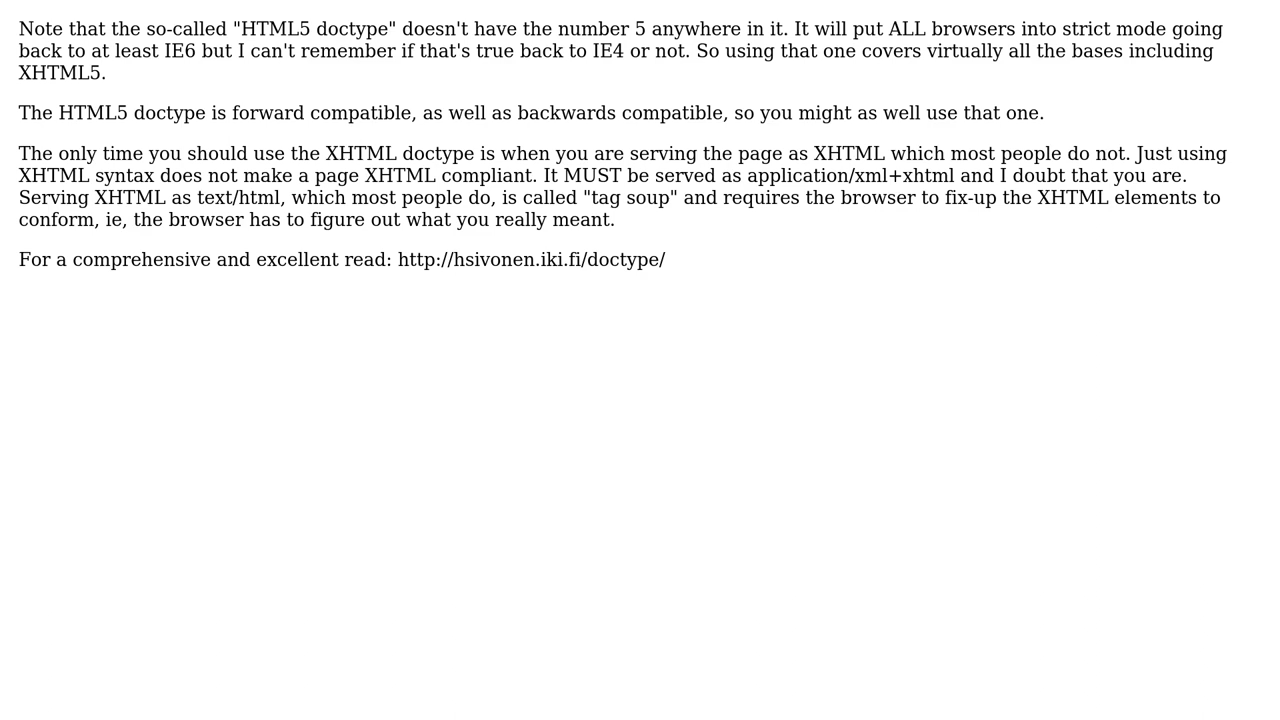 Note that the so-called "HTML5 doctype" doesn't have the number 5 anywhere in it. It will put ALL browsers into strict mode going
back to at least IE6 but I can't remember if that's true back to IE4 or not. So using that one covers virtually all the bases including
XHTML5.
The HTML5 doctype is forward compatible, as well as backwards compatible, so you might as well use that one.
The only time you should use the XHTML doctype is when you are serving the page as XHTML which most people do not. Just using
XHTML syntax does not make a page XHTML compliant. It MUST be served as application/xml+xhtml and I doubt that you are.
Serving XHTML as text/html, which most people do, is called "tag soup" and requires the browser to fix-up the XHTML elements to
conform, ie, the browser has to figure out what you really meant.
For a comprehensive and excellent read: http://hsivonen.iki.fi/doctype/